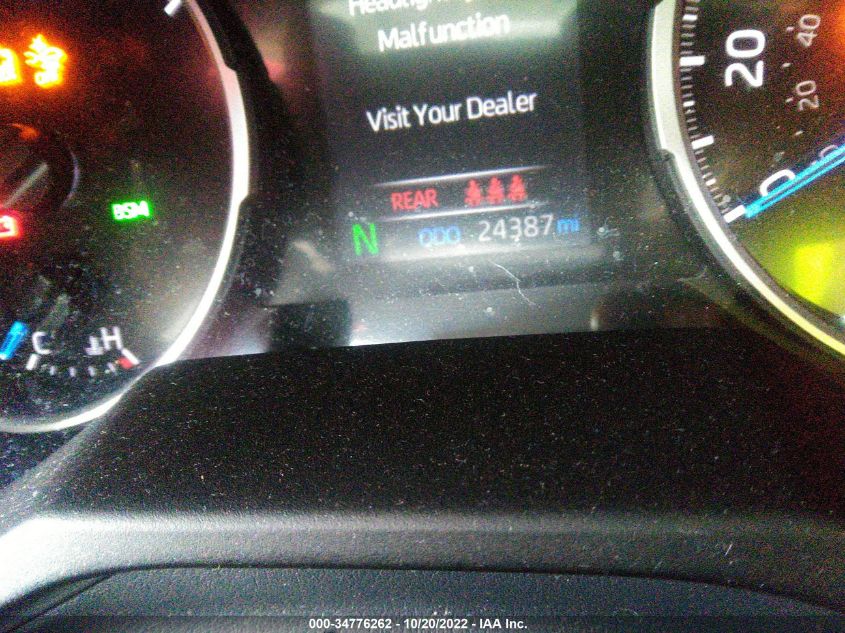 Malfunction
Visit Your Dealer
REAR
N ODO 24387 mi
BSM
C H
20
0
40
20
000-34776262 - 10/20/2022 - IAA Inc.